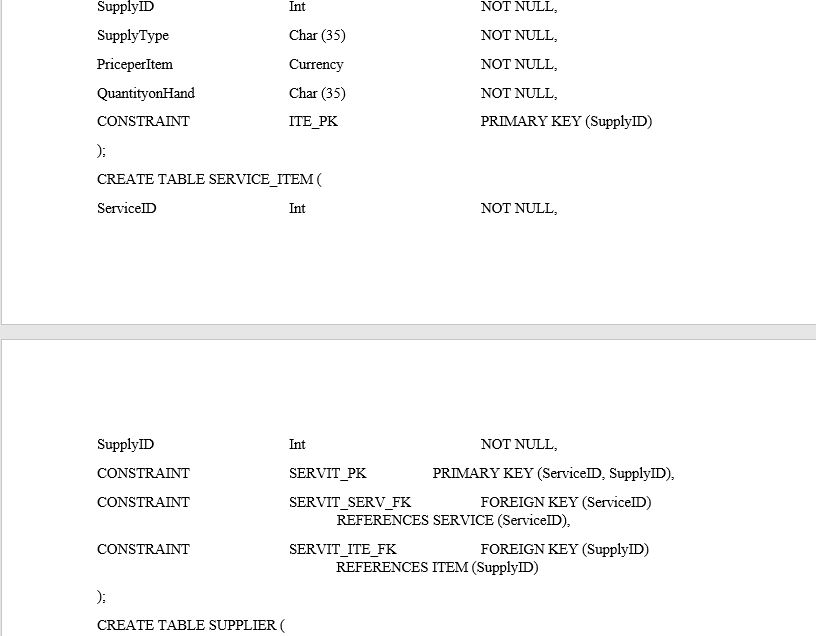 SupplyID Int NOT NULL,
SupplyType Char (35) NOT NULL,
PriceperItem Currency NOT NULL,
QuantityonHand Char (35) NOT NULL,
CONSTRAINT ITE_PK PRIMARY KEY (SupplyID)
);
CREATE TABLE SERVICE_ITEM (
ServiceID Int NOT NULL,
SupplyID Int NOT NULL,
CONSTRAINT SERVIT_PK PRIMARY KEY (ServiceID, SupplyID),
CONSTRAINT SERVIT_SERV_FK FOREIGN KEY (ServiceID)
REFERENCES SERVICE (ServiceID),
CONSTRAINT SERVIT_ITE_FK FOREIGN KEY (SupplyID)
REFERENCES ITEM (SupplyID)
);
CREATE TABLE SUPPLIER (